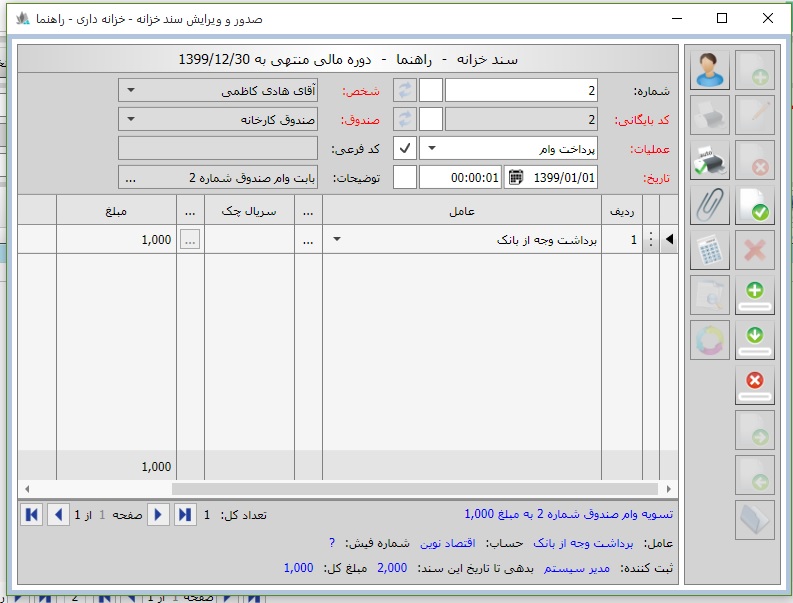 صدور و ویرایش سند خزانه - خزانه داری - راهنما
سند خزانه - راهنما - دوره مالی منتهی به 1399/12/30
شماره: 2 شخص: آقای هادی کاظمی
کد بایگانی: 2 صندوق: صندوق کارخانه
عملیات: پرداخت وام کد فرعی:
تاریخ: 1399/01/01 00:00:01 توضیحات: بابت وام صندوق شماره 2 ...
ردیف عامل ... سریال چک ... مبلغ
1 برداشت وجه از بانک ... ... 1,000
1,000
تعداد کل: 1 صفحه 1 از 1
تسویه وام صندوق شماره 2 به مبلغ 1,000
عامل: برداشت وجه از بانک حساب: اقتصاد نوین شماره فیش: ?
ثبت کننده: مدیر سیستم بدهی تا تاریخ این سند: 2,000 مبلغ کل: 1,000
auto
صفحه 1 از 1 2